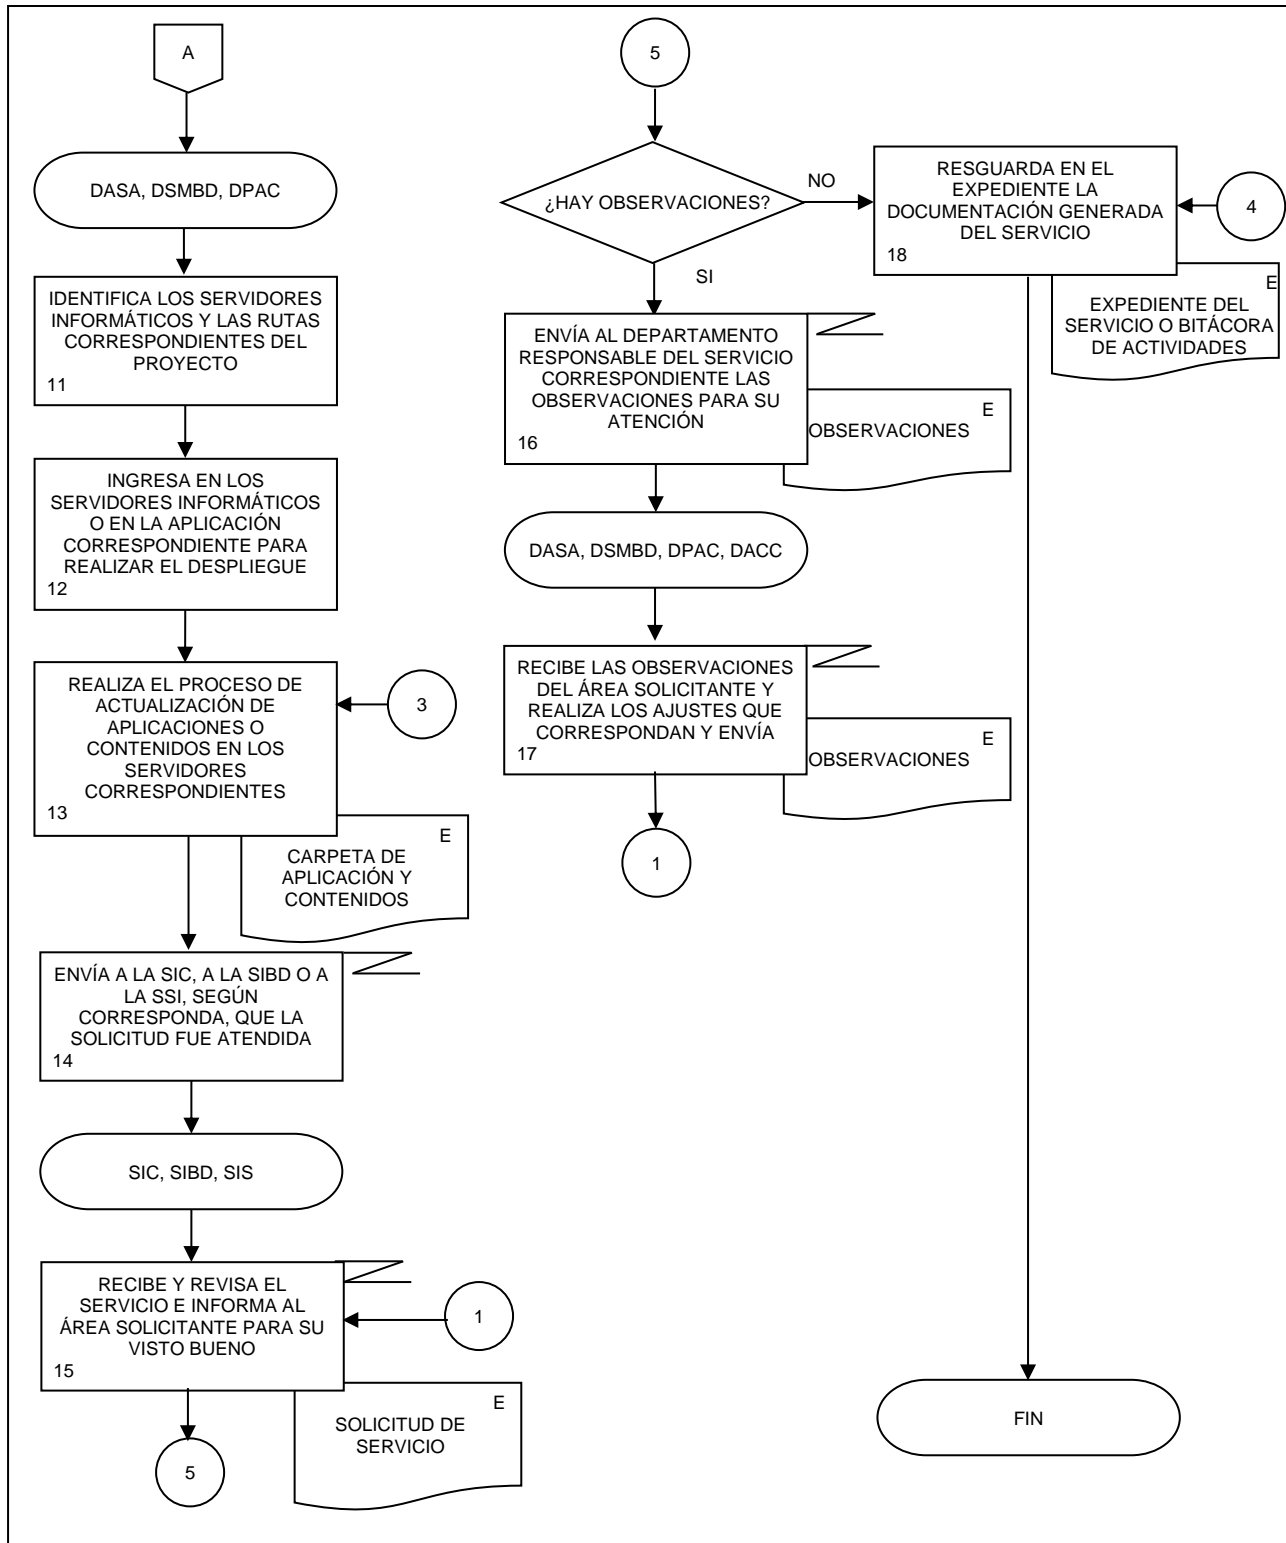 A
DASA, DSMBD, DPAC
IDENTIFICA LOS SERVIDORES
INFORMÁTICOS Y LAS RUTAS
CORRESPONDIENTES DEL
PROYECTO
11
INGRESA EN LOS
SERVIDORES INFORMÁTICOS
O EN LA APLICACIÓN
CORRESPONDIENTE PARA
REALIZAR EL DESPLIEGUE
12
REALIZA EL PROCESO DE
ACTUALIZACIÓN DE
APLICACIONES O
CONTENIDOS EN LOS
SERVIDORES
CORRESPONDIENTES
13
3
E
CARPETA DE
APLICACIÓN Y
CONTENIDOS
ENVÍA A LA SIC, A LA SIBD O A
LA SSI, SEGÚN
CORRESPONDA, QUE LA
SOLICITUD FUE ATENDIDA
14
SIC, SIBD, SIS
RECIBE Y REVISA EL
SERVICIO E INFORMA AL
ÁREA SOLICITANTE PARA SU
VISTO BUENO
15
1
E
SOLICITUD DE
SERVICIO
5
5
¿HAY OBSERVACIONES?
NO
SI
ENVÍA AL DEPARTAMENTO
RESPONSABLE DEL SERVICIO
CORRESPONDIENTE LAS
OBSERVACIONES PARA SU
ATENCIÓN
16
E
OBSERVACIONES
DASA, DSMBD, DPAC, DACC
RECIBE LAS OBSERVACIONES
DEL ÁREA SOLICITANTE Y
REALIZA LOS AJUSTES QUE
CORRESPONDAN Y ENVÍA
17
E
OBSERVACIONES
1
RESGUARDA EN EL
EXPEDIENTE LA
DOCUMENTACIÓN GENERADA
DEL SERVICIO
18
4
E
EXPEDIENTE DEL
SERVICIO O BITÁCORA
DE ACTIVIDADES
FIN